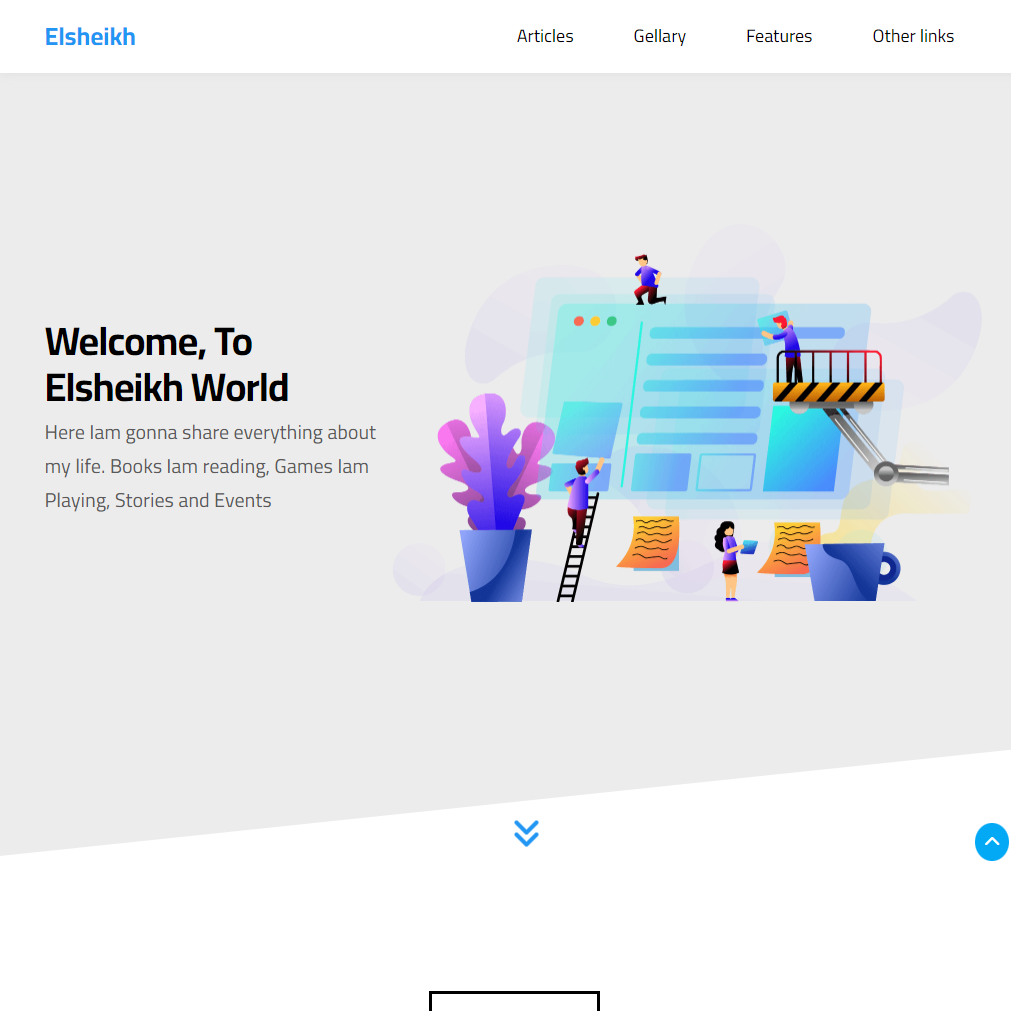 Elsheikh
Articles
Gellary
Features
Other links
Welcome, To
Elsheikh World
Here Iam gonna share everything about
my life. Books Iam reading, Games Iam
Playing, Stories and Events